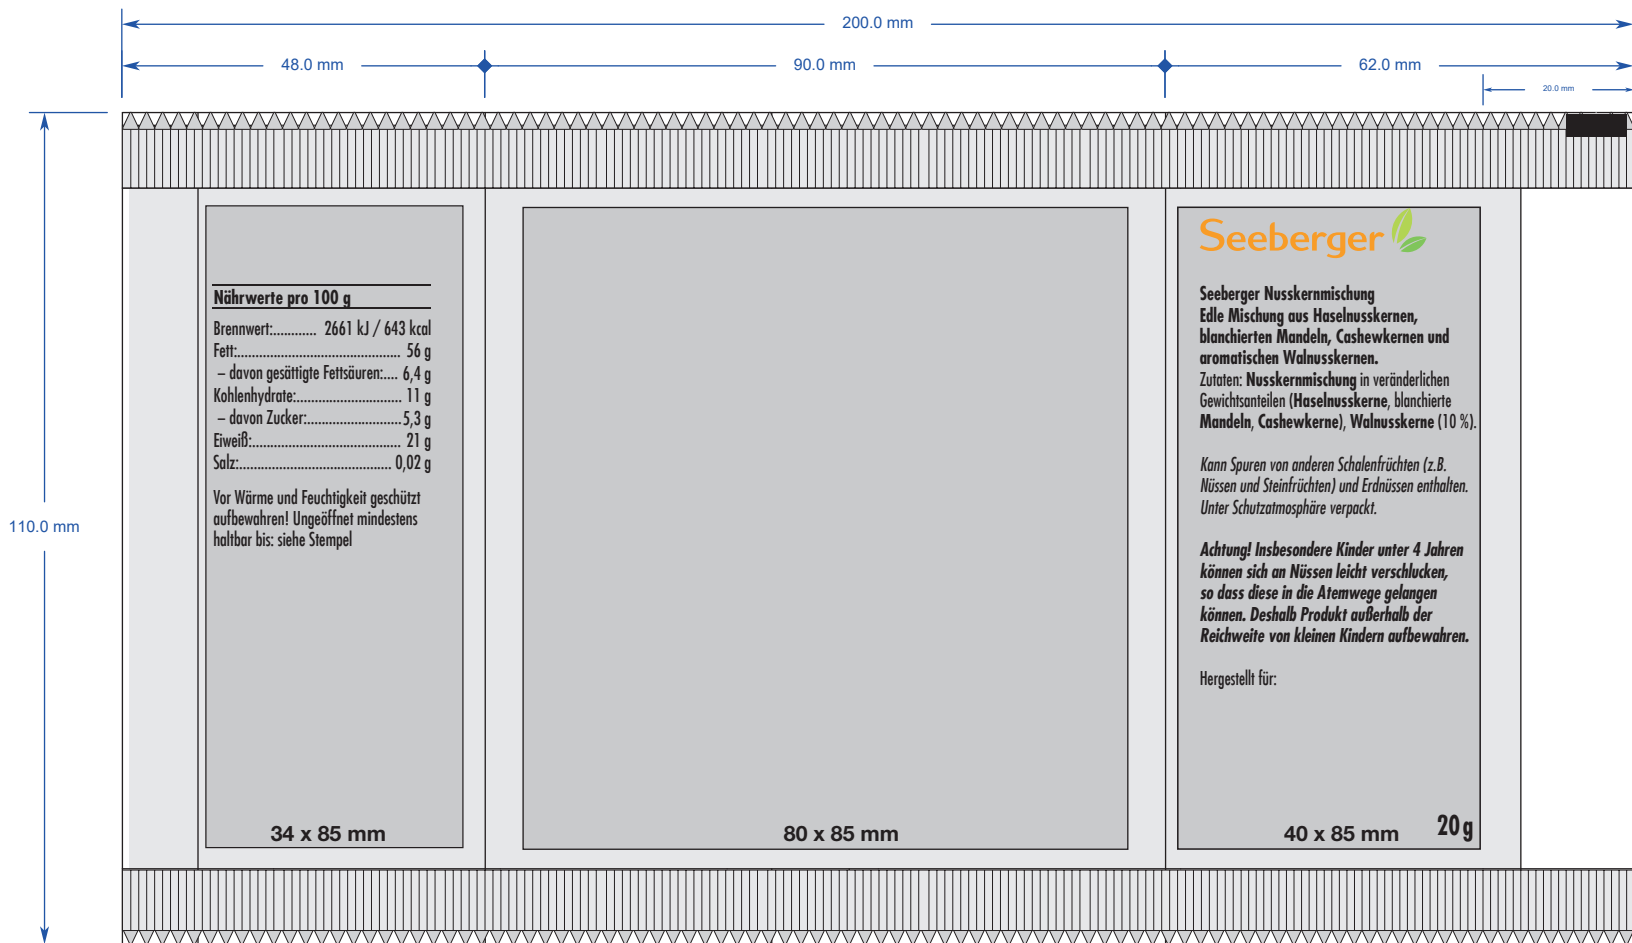 200.0 mm
48.0 mm
90.0 mm
62.0 mm
20.0 mm
110.0 mm
Nährwerte pro 100 g
Brennwert:............ 2661 kJ / 643 kcal
Fett:............................................ 56 g
– davon gesättigte Fettsäuren:.... 6,4 g
Kohlenhydrate:............................. 11 g
– davon Zucker:..........................5,3 g
Eiweiß:........................................ 21 g
Salz:.......................................... 0,02 g
Vor Wärme und Feuchtigkeit geschützt
aufbewahren! Ungeöffnet mindestens
haltbar bis: siehe Stempel
34 x 85 mm
80 x 85 mm
Seeberger
Seeberger Nusskernmischung
Edle Mischung aus Haselnusskernen,
blanchierten Mandeln, Cashewkernen und
aromatischen Walnusskernen.
Zutaten: Nusskernmischung in veränderlichen
Gewichtsanteilen (Haselnusskerne, blanchierte
Mandeln, Cashewkerne), Walnusskerne (10 %).
Kann Spuren von anderen Schalenfrüchten (z.B.
Nüssen und Steinfrüchten) und Erdnüssen enthalten.
Unter Schutzatmosphäre verpackt.
Achtung! Insbesondere Kinder unter 4 Jahren
können sich an Nüssen leicht verschlucken,
so dass diese in die Atemwege gelangen
können. Deshalb Produkt außerhalb der
Reichweite von kleinen Kindern aufbewahren.
Hergestellt für:
40 x 85 mm
20 g